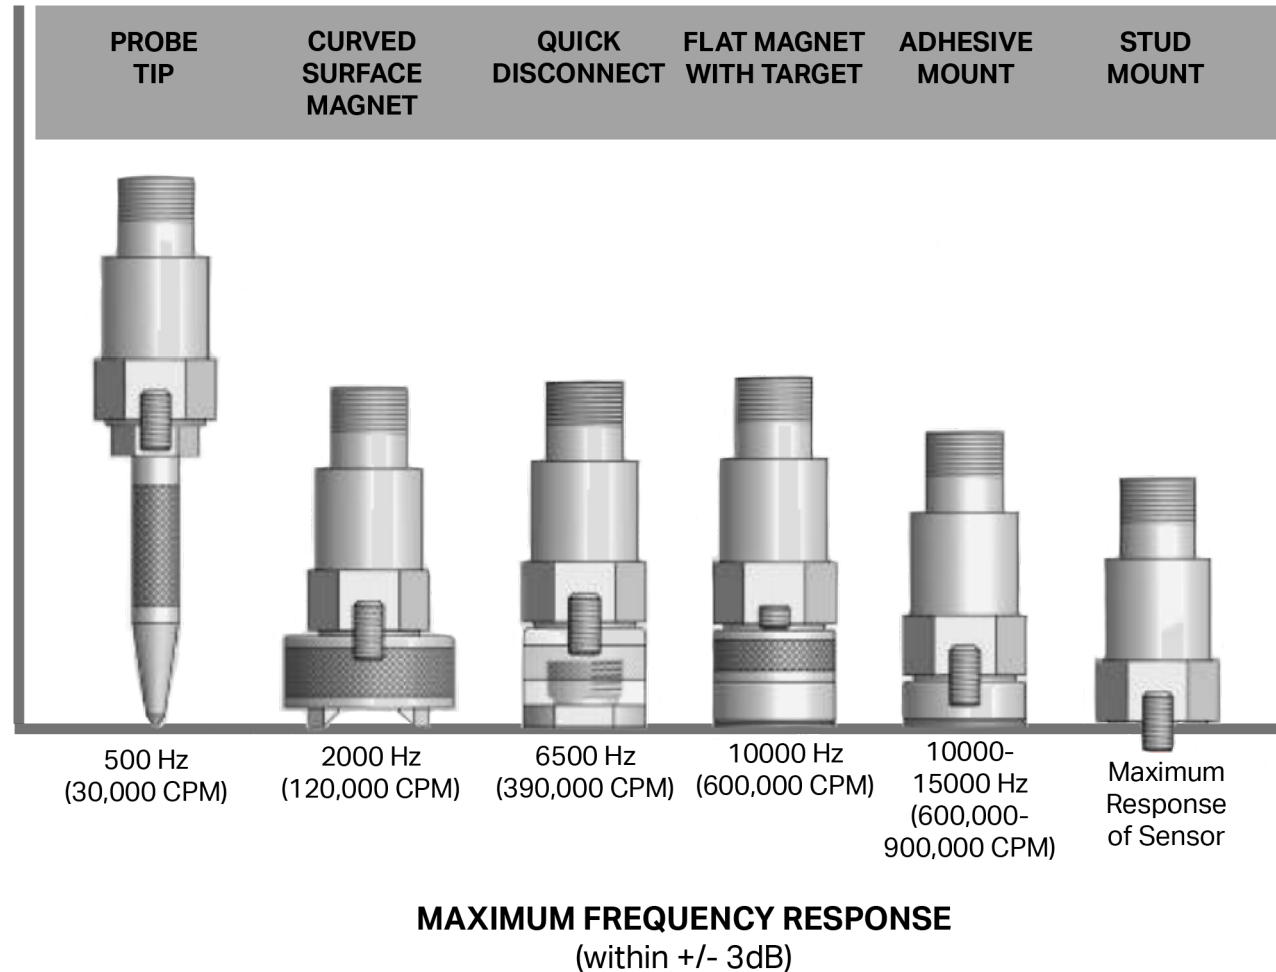 PROBE
TIP
CURVED
SURFACE
MAGNET
QUICK
DISCONNECT
FLAT MAGNET
WITH TARGET
ADHESIVE
MOUNT
STUD
MOUNT
500 Hz
(30,000 CPM)
2000 Hz
(120,000 CPM)
6500 Hz
(390,000 CPM)
10000 Hz
(600,000 CPM)
10000-
15000 Hz
(600,000-
900,000 CPM)
Maximum
Response
of Sensor
MAXIMUM FREQUENCY RESPONSE
(within +/- 3dB)